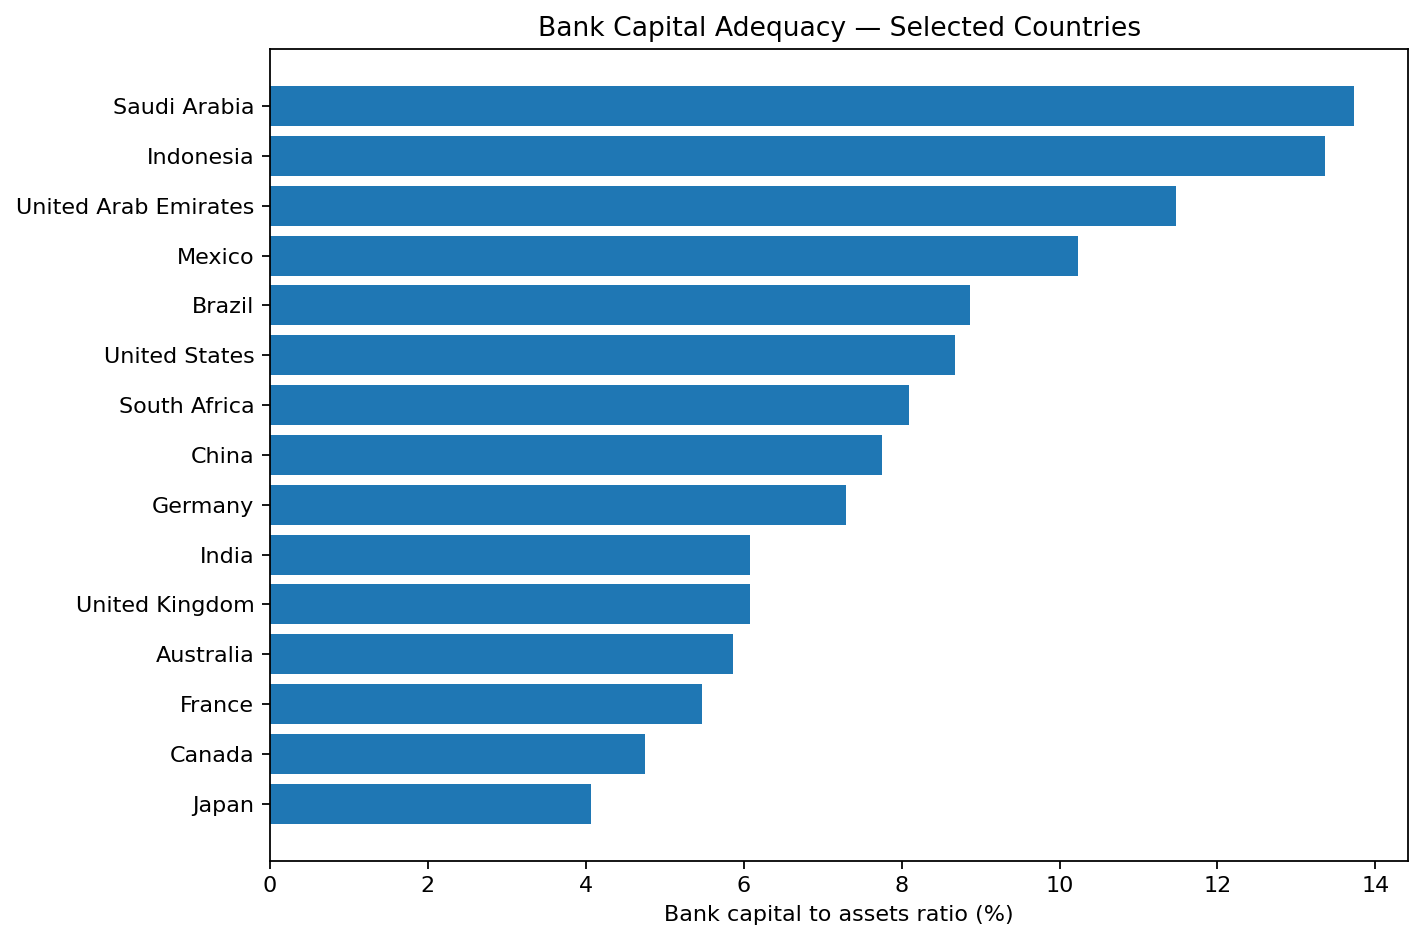 Bank Capital Adequacy — Selected Countries
Saudi Arabia
Indonesia
United Arab Emirates
Mexico
Brazil
United States
South Africa
China
Germany
India
United Kingdom
Australia
France
Canada
Japan
0 2 4 6 8 10 12 14
Bank capital to assets ratio (%)